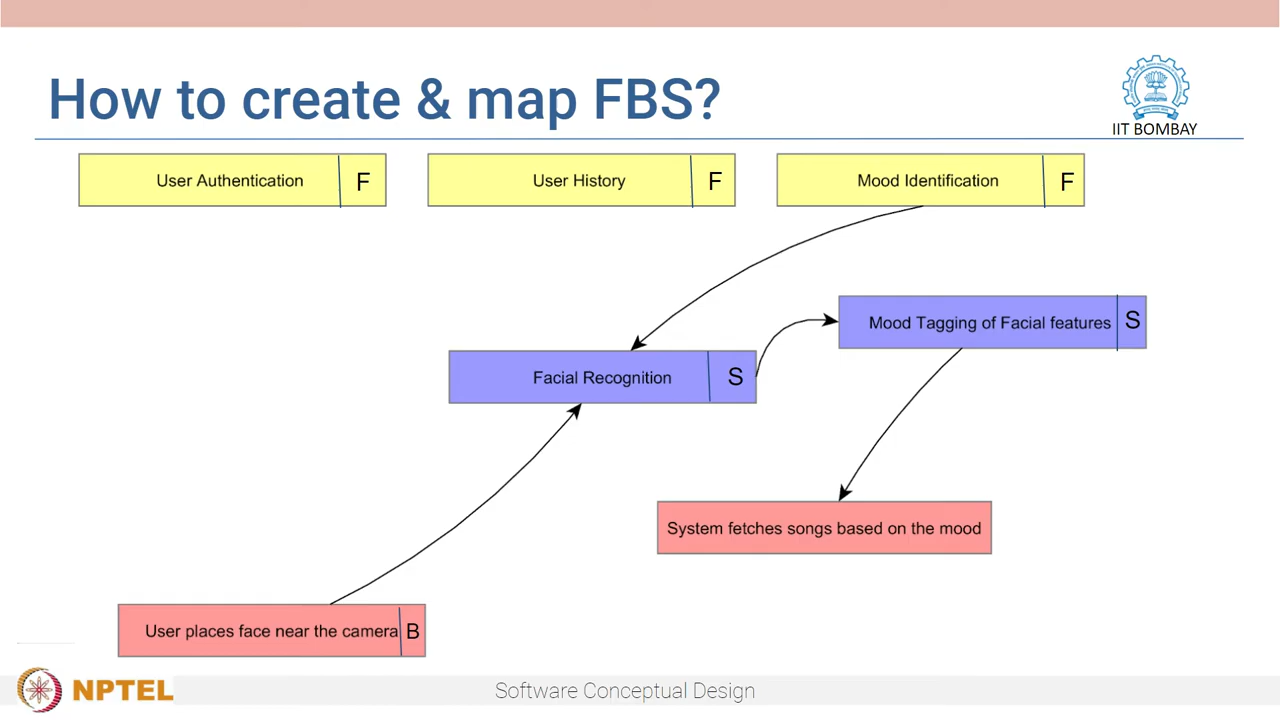 How to create & map FBS?
IIT BOMBAY
User Authentication F
User History F
Mood Identification F
Mood Tagging of Facial features S
Facial Recognition S
System fetches songs based on the mood
User places face near the camera B
NPTEL
Software Conceptual Design